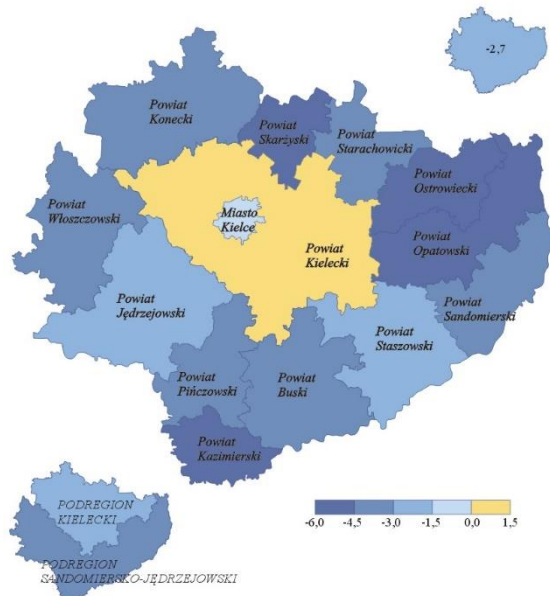 -2,7
Powiat
Konecki
Powiat
Skarżyski
Powiat
Starachowicki
Powiat
Ostrowiecki
Powiat
Włoszczowski
Miasto
Kielce
Powiat
Kielecki
Powiat
Opatowski
Powiat
Jędrzejowski
Powiat
Sandomierski
Powiat
Staszowski
Powiat
Pińczowski
Powiat
Buski
Powiat
Kazimierski
PODREGION
KIELECKI
PODREGION
SANDOMIERSKO-JĘDRZEJOWSKI
-6,0 -4,5 -3,0 -1,5 0,0 1,5